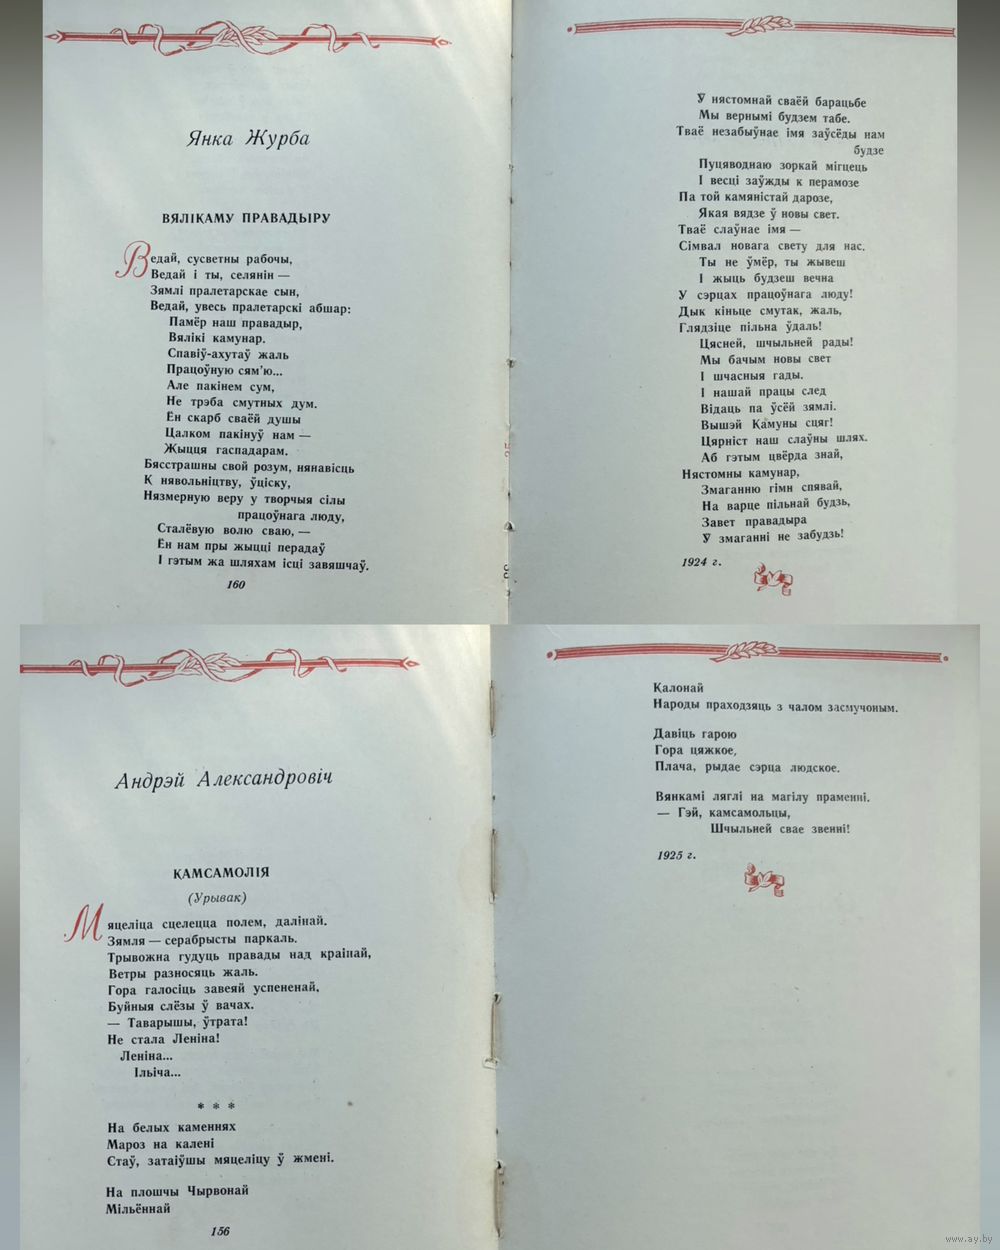 Янка Журба
ВЯЛІКАМУ ПРАВАДЫРУ
Ведай, сусветны рабочы,
Ведай і ты, селянін —
Зямлі пралетарскае сын,
Ведай, увесь пралетарскі абшар:
Памёр наш правадыр,
Вялікі камунар.
Спавіў-ахутаў жаль
Працоўную сям’ю...
Але пакінем сум,
Не трэба смутных дум.
Ён скарб сваёй душы
Цалком пакінуў нам —
Жыцця гаспадарам.
Бясстрашны свой розум, нянавісць
К нявольніцтву, ўціску,
Нязмерную веру у творчыя сілы
працоўнага люду,
Сталёвую волю сваю, —
Ён нам пры жыцці перадаў
І гэтым жа шляхам ісці завяшчаў.
160
У нястомнай сваёй барацьбе
Мы вернымі будзем табе.
Тваё незабыўнае імя заўсёды нам
будзе
Пуцяводнаю зоркай мігцець
І весці заўжды к перамозе
Па той камяністай дарозе,
Якая вядзе ў новы свет.
Тваё слаўнае імя —
Сімвал новага свету для нас.
Ты не ўмёр, ты жывеш
І жыць будзеш вечна
У сэрцах працоўнага люду!
Дык кіньце смутак, жаль,
Глядзіце пільна ўдаль!
Цясней, шчыльней рады!
Мы бачым новы свет
І шчасныя гады.
І нашай працы след
Відаць па ўсёй зямлі.
Вышэй Камуны сцяг!
Цярніст наш слаўны шлях.
Аб гэтым цвёрда знай,
Нястомны камунар,
Змаганню гімн спявай,
На варце пільнай будзь,
Завет правадыра
У змаганні не забудзь!
1924 г.
Андрэй Александровіч
КАМСАМОЛІЯ
(Урывак)
Мяцеліца сцелецца полем, далінай.
Зямля — серабрысты паркаль.
Трывожна гудуць правады над краінай,
Ветры разносяць жаль.
Гора галосіць завеяй успененай,
Буйныя слёзы ў вачах.
— Таварышы, ўтрата!
Не стала Леніна!
Леніна...
Ільіча...
* * *
На белых каменнях
Мароз на калені
Стаў, затаіўшы мяцеліцу ў жмені.
На плошчы Чырвонай
Мільённай
156
Калонай
Народы праходзяць з чалом засмучоным.
Давіць гарою
Гора цяжкое,
Плача, рыдае сэрца людское.
Вянкамі ляглі на магілу праменні.
— Гэй, камсамольцы,
Шчыльней свае звенні!
1925 г.
www.ay.by